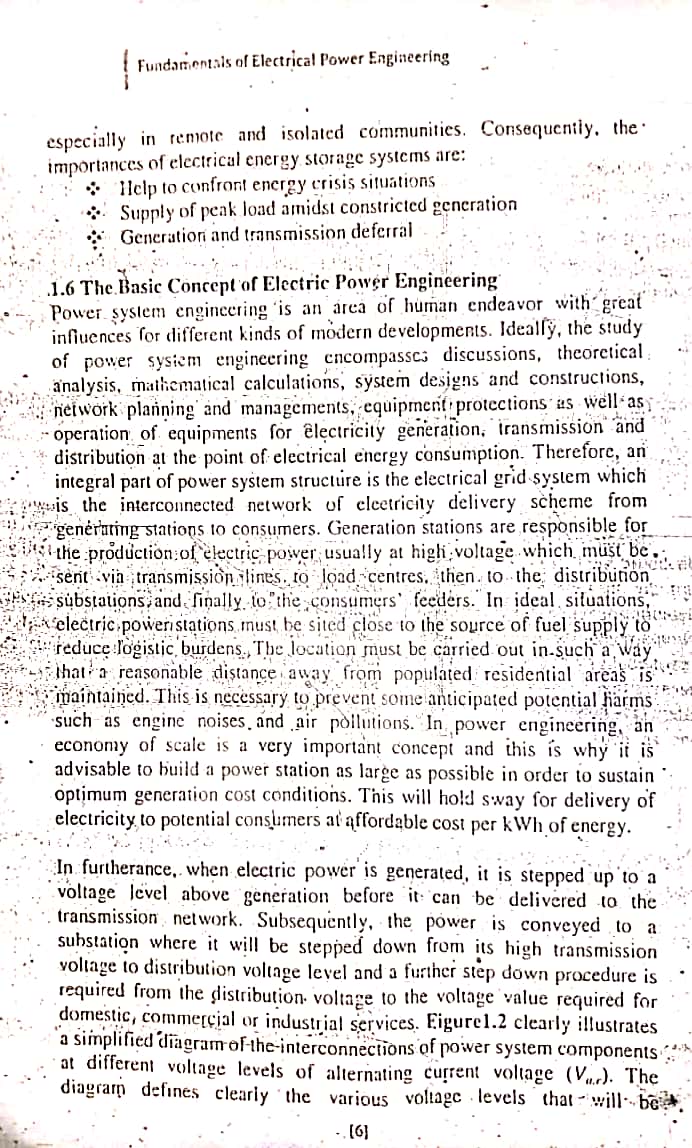 Fundamentals of Electrical Power Engineering
especially in remote and isolated communities. Consequently, the
importances of electrical energy storage systems are:
❖ Help to confront energy crisis situations
❖ Supply of peak load amidst constricted generation
❖ Generation and transmission deferral
1.6 The Basic Concept of Electric Power Engineering
Power system engineering is an area of human endeavor with great
influences for different kinds of modern developments. Ideally, the study
of power system engineering encompasses discussions, theoretical
analysis, mathematical calculations, system designs and constructions,
network planning and managements, equipment protections as well as
operation of equipments for electricity generation, transmission and
distribution at the point of electrical energy consumption. Therefore, an
integral part of power system structure is the electrical grid system which
is the interconnected network of electricity delivery scheme from
generating stations to consumers. Generation stations are responsible for
the production of electric power usually at high voltage which must be
sent via transmission lines to load centres, then to the distribution
substations and finally to the consumers' feeders. In ideal situations,
electric power stations must be sited close to the source of fuel supply to
reduce logistic burdens. The location must be carried out in such a way
that a reasonable distance away from populated residential areas is
maintained. This is necessary to prevent some anticipated potential harms
such as engine noises and air pollutions. In power engineering, an
economy of scale is a very important concept and this is why it is
advisable to build a power station as large as possible in order to sustain
optimum generation cost conditions. This will hold sway for delivery of
electricity to potential consumers at affordable cost per kWh of energy.
In furtherance, when electric power is generated, it is stepped up to a
voltage level above generation before it can be delivered to the
transmission network. Subsequently, the power is conveyed to a
substation where it will be stepped down from its high transmission
voltage to distribution voltage level and a further step down procedure is
required from the distribution voltage to the voltage value required for
domestic, commercial or industrial services. Figure1.2 clearly illustrates
a simplified diagram of the interconnections of power system components
at different voltage levels of alternating current voltage (Va.c). The
diagram defines clearly the various voltage levels that will be
[6]